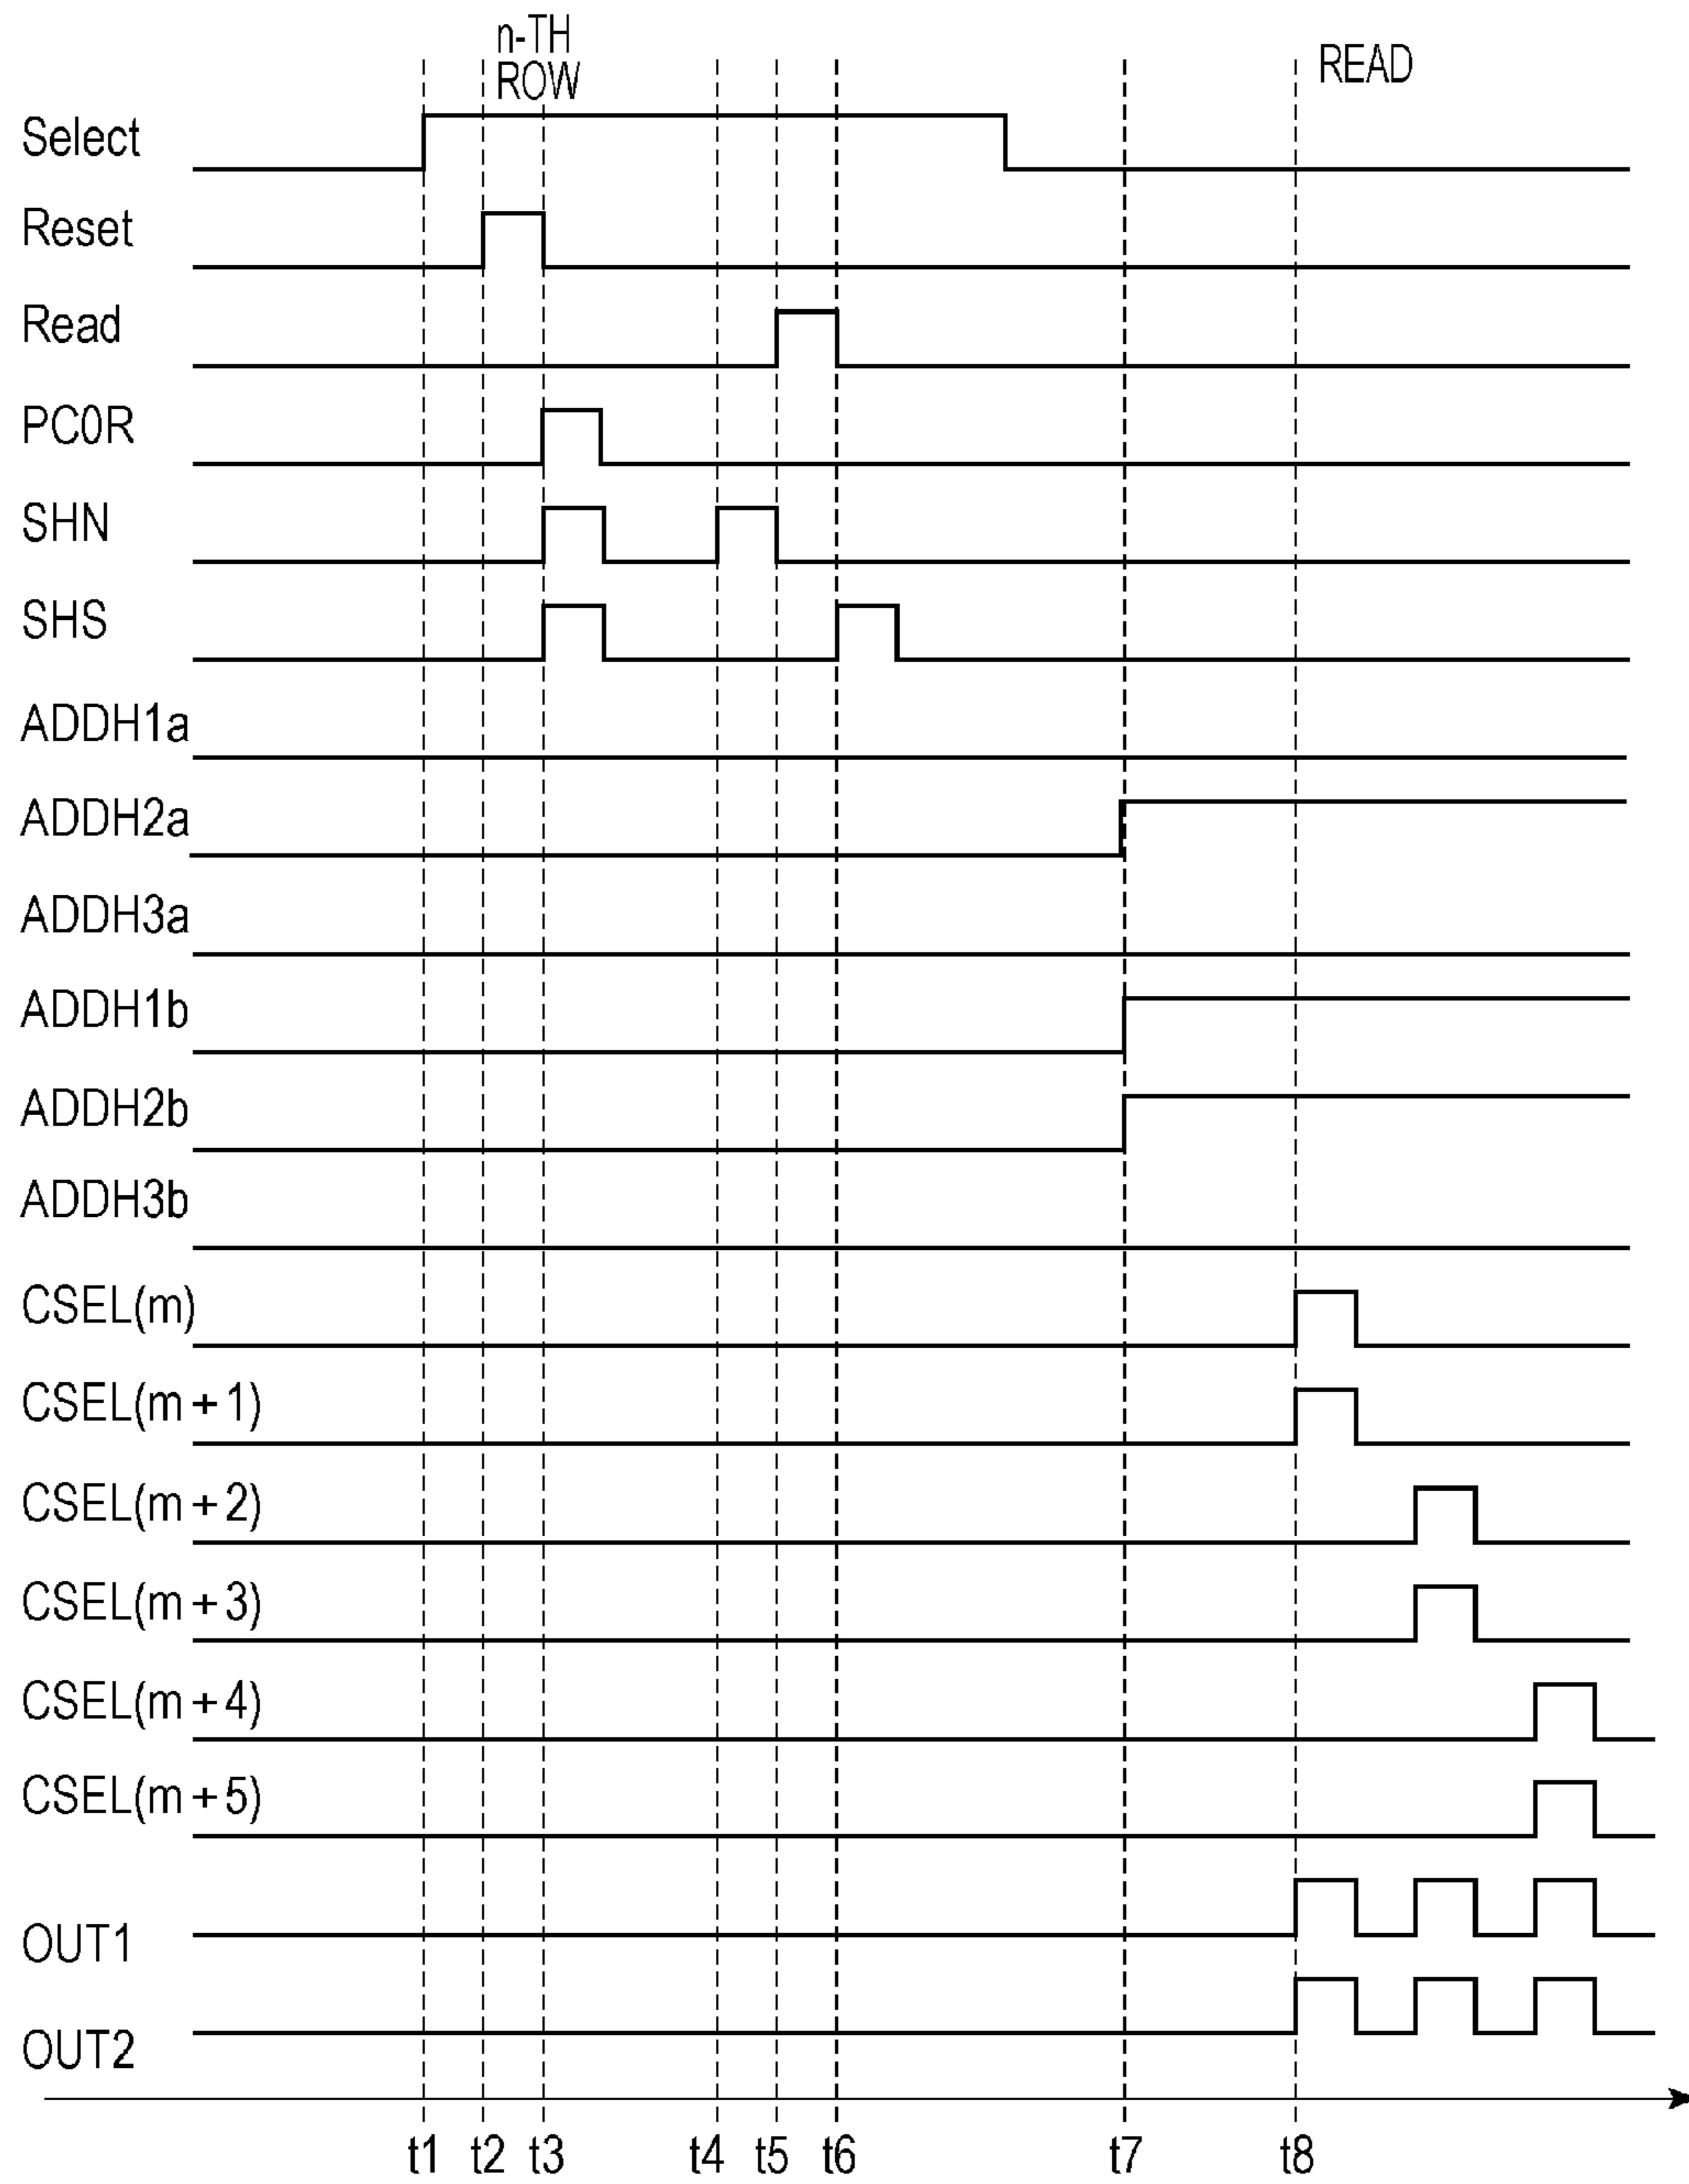 n-TH
ROW
READ
Select
Reset
Read
PC0R
SHN
SHS
ADDH1a
ADDH2a
ADDH3a
ADDH1b
ADDH2b
ADDH3b
CSEL(m)
CSEL(m+1)
CSEL(m+2)
CSEL(m+3)
CSEL(m+4)
CSEL(m+5)
OUT1
OUT2
t1 t2 t3 t4 t5 t6 t7 t8